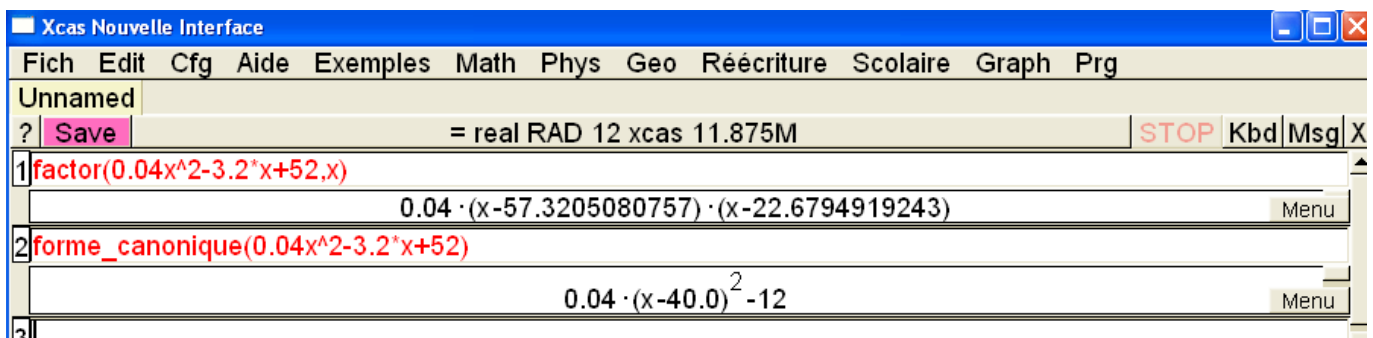 Xcas Nouvelle Interface
Fich Edit Cfg Aide Exemples Math Phys Geo Réécriture Scolaire Graph Prg
Unnamed
? Save = real RAD 12 xcas 11.875M STOP Kbd Msg X
1 factor(0.04x^2-3.2*x+52,x)
0.04·(x-57.3205080757)·(x-22.6794919243) Menu
2 forme_canonique(0.04x^2-3.2*x+52)
0.04·(x-40.0)^2-12 Menu
3